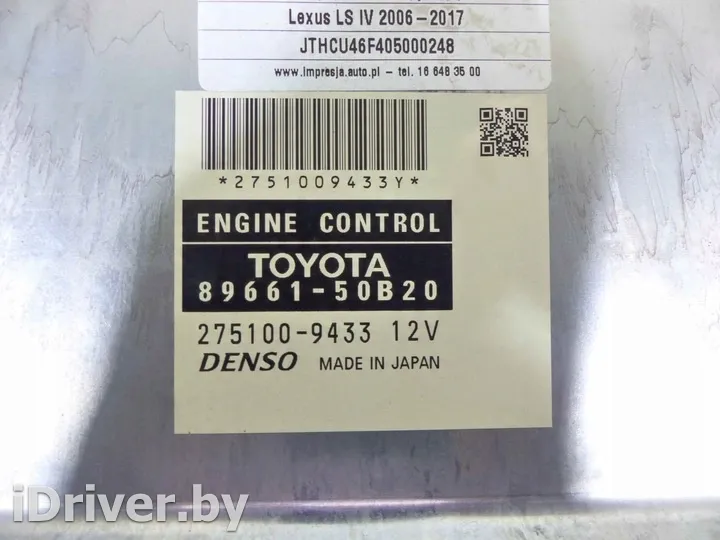 Lexus LS IV 2006-2017
JTHCU46F405000248
www.impresja.auto.pl - tel. 16 648 35 00
*2751009433Y*
ENGINE CONTROL
TOYOTA
89661-50B20
275100-9433 12V
DENSO MADE IN JAPAN
iDriver.by